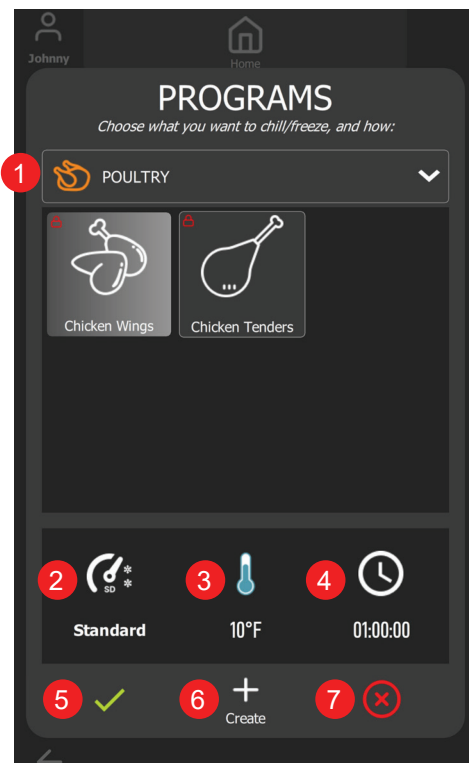 Johnny
Home
PROGRAMS
Choose what you want to chill/freeze, and how:
1
POULTRY
Chicken Wings
Chicken Tenders
2
SD
3
4
Standard
10°F
01:00:00
5
6
7
Create